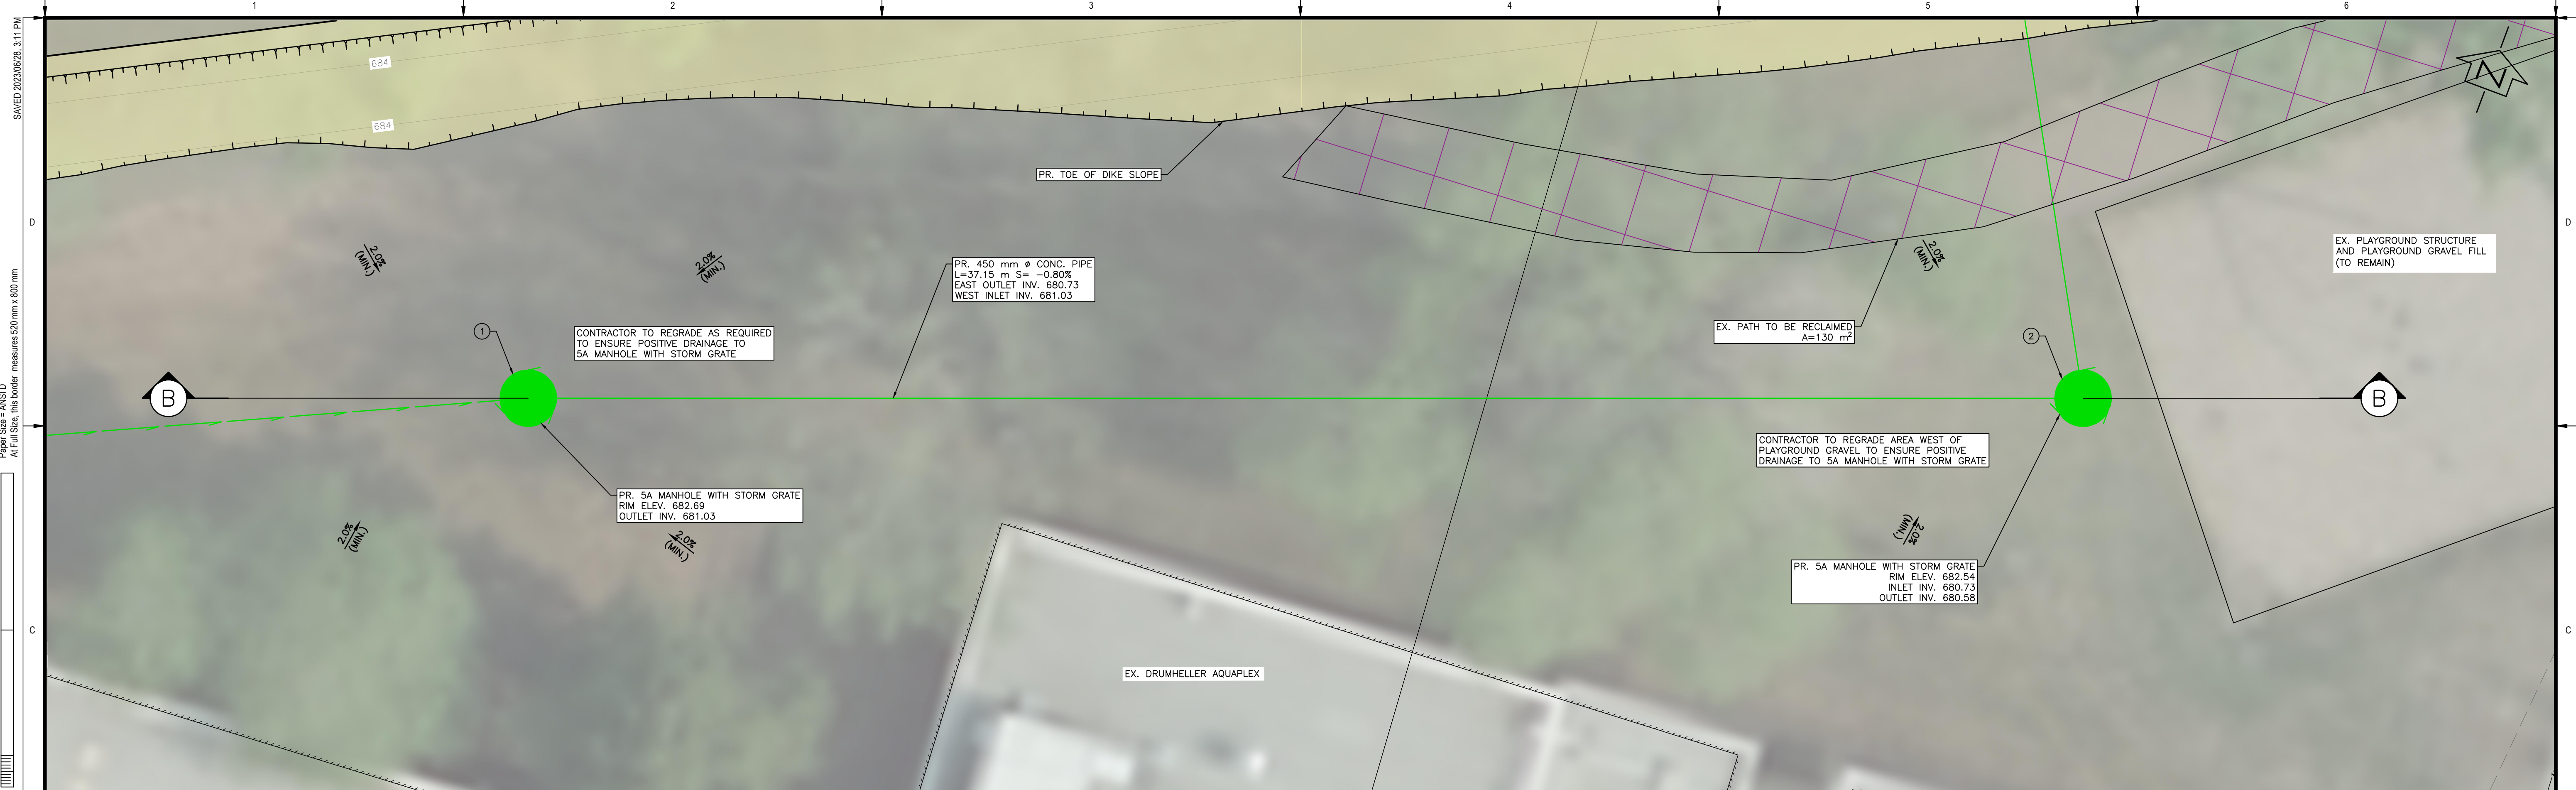 1
2
3
4
5
6
SAVED 2023/06/28, 3:11 PM
Paper Size = ANSI D
At Full Size, this border measures 520 mm x 800 mm
684
684
N
D
D
PR. TOE OF DIKE SLOPE
2.0%
(MIN.)
2.0%
(MIN.)
PR. 450 mm ø CONC. PIPE
L=37.15 m S= -0.80%
EAST OUTLET INV. 680.73
WEST INLET INV. 681.03
2.0%
(MIN.)
EX. PLAYGROUND STRUCTURE
AND PLAYGROUND GRAVEL FILL
(TO REMAIN)
1
CONTRACTOR TO REGRADE AS REQUIRED
TO ENSURE POSITIVE DRAINAGE TO
5A MANHOLE WITH STORM GRATE
EX. PATH TO BE RECLAIMED
A=130 m²
2
B
B
CONTRACTOR TO REGRADE AREA WEST OF
PLAYGROUND GRAVEL TO ENSURE POSITIVE
DRAINAGE TO 5A MANHOLE WITH STORM GRATE
PR. 5A MANHOLE WITH STORM GRATE
RIM ELEV. 682.69
OUTLET INV. 681.03
2.0%
(MIN.)
2.0%
(MIN.)
2.0%
(MIN.)
PR. 5A MANHOLE WITH STORM GRATE
RIM ELEV. 682.54
INLET INV. 680.73
OUTLET INV. 680.58
C
C
EX. DRUMHELLER AQUAPLEX